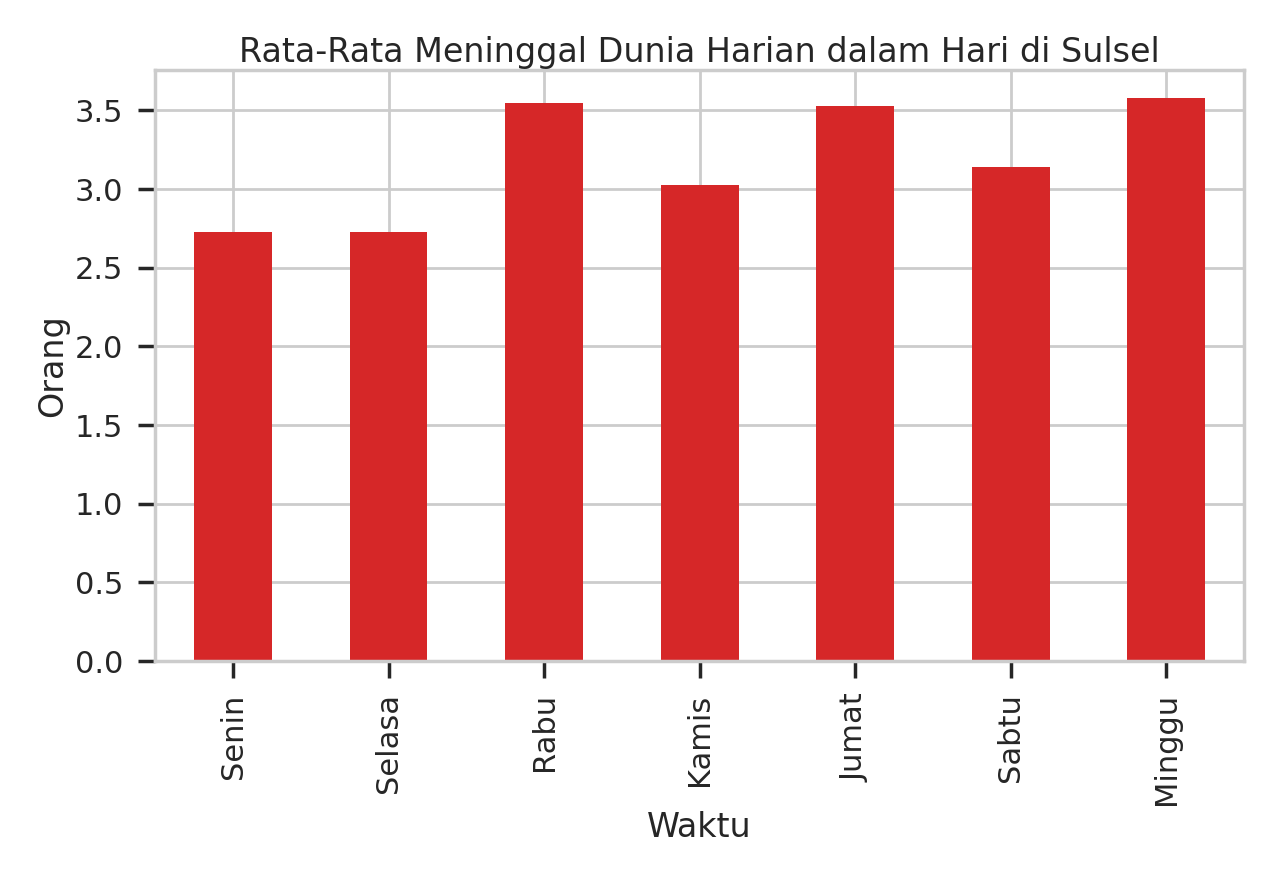 Rata-Rata Meninggal Dunia Harian dalam Hari di Sulsel
3.5
3.0
2.5
2.0
1.5
1.0
0.5
0.0
Orang
Senin
Selasa
Rabu
Kamis
Jumat
Sabtu
Minggu
Waktu